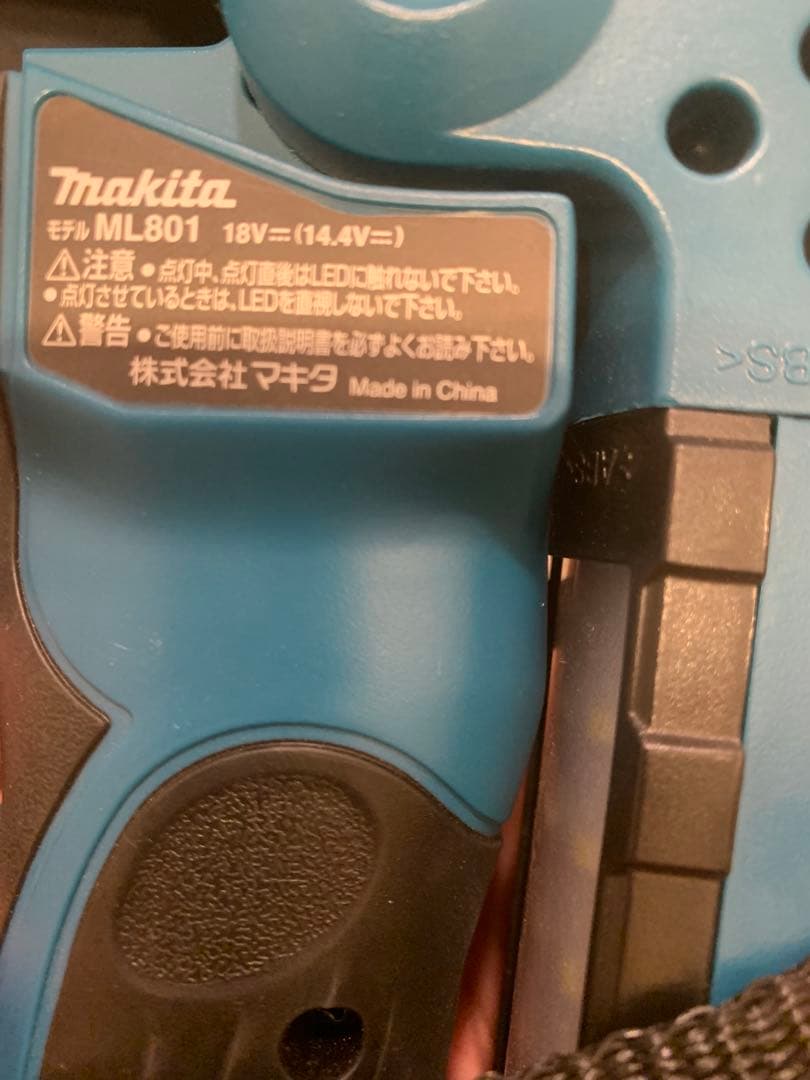 makita
モデル ML801 18V⎓(14.4V⎓)
⚠注意 ●点灯中、点灯直後はLEDに触れないで下さい。
●点灯させているときは、LEDを直視しないで下さい。
⚠警告 ●ご使用前に取扱説明書を必ずよくお読み下さい。
株式会社マキタ Made in China
>ABS<